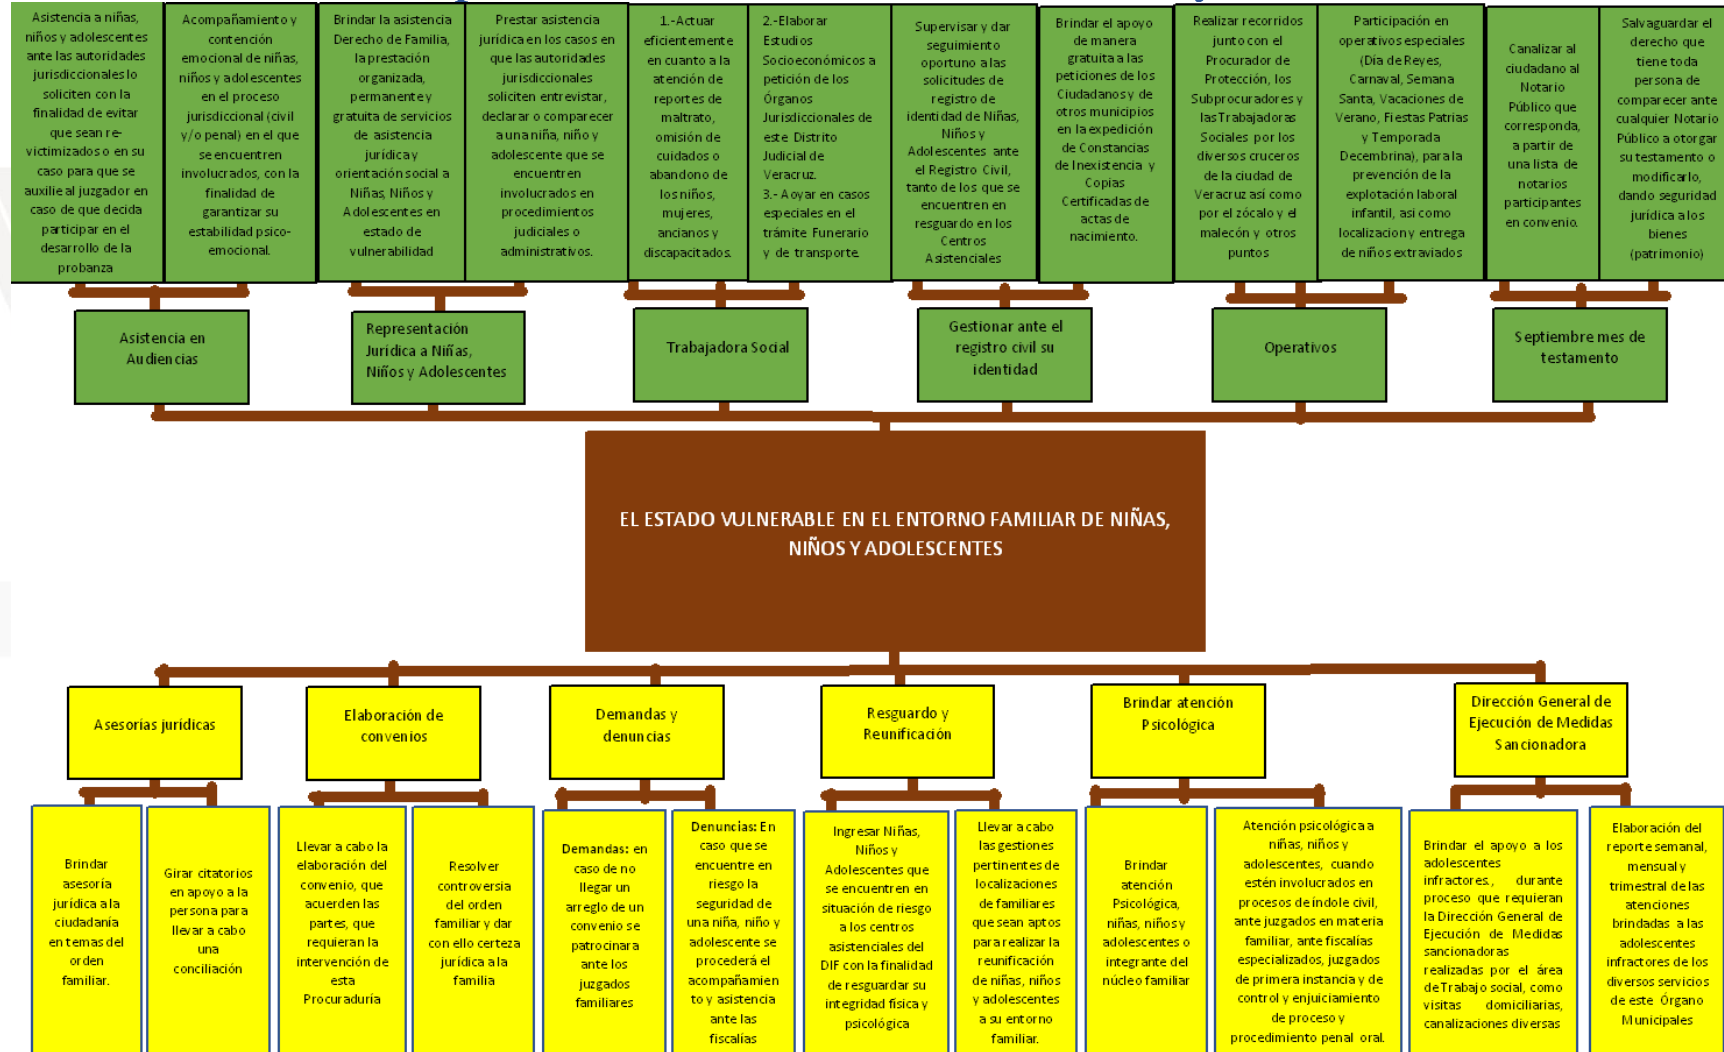 Asistencia a niñas,
niños y adolescentes
ante las autoridades
jurisdiccionales lo
soliciten con la
finalidad de evitar
que sean re-
victimizados o en su
caso para que se
auxilie al juzgador en
caso de que decida
participar en el
desarrollo de la
probanza
Acompañamiento y
contención
emocional de niñas,
niños y adolescentes
en el proceso
jurisdiccional (civil
y/o penal) en el que
se encuentren
involucrados, con la
finalidad de
garantizar su
estabilidad psico-
emocional.
Brindar la asistencia
Derecho de Familia,
la prestación
organizada,
permanente y
gratuita de servicios
de asistencia
jurídica y
orientación social a
Niñas, Niños y
Adolescentes en
estado de
vulnerabilidad
Prestar asistencia
jurídica en los casos en
que las autoridades
jurisdiccionales
soliciten entrevistar,
declarar o comparecer
a una niña, niño y
adolescente que se
encuentren
involucrados en
procedimientos
judiciales o
administrativos.
1.-Actuar
eficientemente
en cuanto a la
atención de
reportes de
maltrato,
omisión de
cuidados o
abandono de
los niños,
mujeres,
ancianos y
discapacitados.
2.-Elaborar
Estudios
Socioeconómicos a
petición de los
Órganos
Jurisdiccionales de
este Distrito
Judicial de
Veracruz.
3.- Aoyar en casos
especiales en el
trámite Funerario
y de transporte.
Supervisar y dar
seguimiento
oportuno a las
solicitudes de
registro de
identidad de Niñas,
Niños y
Adolescentes ante
el Registro Civil,
tanto de los que se
encuentren en
resguardo en los
Centros
Asistenciales
Brindar el apoyo
de manera
gratuita a las
peticiones de los
Ciudadanos y de
otros municipios
en la expedición
de Constancias
de Inexistencia y
Copias
Certificadas de
actas de
nacimiento.
Realizar recorridos
junto con el
Procurador de
Protección, los
Subprocuradores y
las Trabajadoras
Sociales por los
diversos cruceros
de la ciudad de
Veracruz así como
por el zócalo y el
malecón y otros
puntos
Participación en
operativos especiales
(Día de Reyes,
Carnaval, Semana
Santa, Vacaciones de
Verano, Fiestas Patrias
y Temporada
Decembrina), para la
prevención de la
explotación laboral
infantil, asi como
localizacion y entrega
de niños extraviados
Canalizar al
ciudadano al
Notario
Público que
corresponda,
a partir de
una lista de
notarios
participantes
en convenio.
Salvaguardar el
derecho que
tiene toda
persona de
comparecer ante
cualquier Notario
Público a otorgar
su testamento o
modificarlo,
dando seguridad
jurídica a los
bienes
(patrimonio)
Asistencia en
Audiencias
Representación
Jurídica a Niñas,
Niños y Adolescentes
Trabajadora Social
Gestionar ante el
registro civil su
identidad
Operativos
Septiembre mes de
testamento
EL ESTADO VULNERABLE EN EL ENTORNO FAMILIAR DE NIÑAS,
NIÑOS Y ADOLESCENTES
Asesorías jurídicas
Elaboración de
convenios
Demandas y
denuncias
Resguardo y
Reunificación
Brindar atención
Psicológica
Dirección General de
Ejecución de Medidas
Sancionadora
Brindar
asesoría
jurídica a la
ciudadanía
en temas del
orden
familiar.
Girar citatorios
en apoyo a la
persona para
llevar a cabo
una
conciliación
Llevar a cabo la
elaboración del
convenio, que
acuerden las
partes, que
requieran la
intervención de
esta
Procuraduría
Resolver
controversia
del orden
familiar y dar
con ello certeza
jurídica a la
familia
Demandas: en
caso de no
llegar un
arreglo de un
convenio se
patrocinara
ante los
juzgados
familiares
Denuncias: En
caso que se
encuentre en
riesgo la
seguridad de
una niña, niño y
adolescente se
procederá el
acompañamien
to y asistencia
ante las
fiscalías
Ingresar Niñas,
Niños y
Adolescentes que
se encuentren en
situación de riesgo
a los centros
asistenciales del
DIF con la finalidad
de resguardar su
integridad física y
psicológica
Llevar a cabo
las gestiones
pertinentes de
localizaciones
de familiares
que sean aptos
para realizar la
reunificación
de niñas, niños
y adolescentes
a su entorno
familiar.
Brindar
atención
Psicológica,
niñas, niños y
adolescentes o
integrante del
núcleo familiar
Atención psicológica a
niñas, niños y
adolescentes, cuando
estén involucrados en
procesos de índole civil,
ante juzgados en materia
familiar, ante fiscalías
especializados, juzgados
de primera instancia y de
control y enjuiciamiento
de proceso y
procedimiento penal oral.
Brindar el apoyo a los
adolescentes
infractores., durante
proceso que requieran
la Dirección General de
Ejecución de Medidas
sancionadoras
realizadas por el área
de Trabajo social, como
visitas domiciliarias,
canalizaciones diversas
Elaboración del
reporte semanal,
mensual y
trimestral de las
atenciones
brindadas a las
adolescentes
infractores de los
diversos servicios
de este Órgano
Municipales